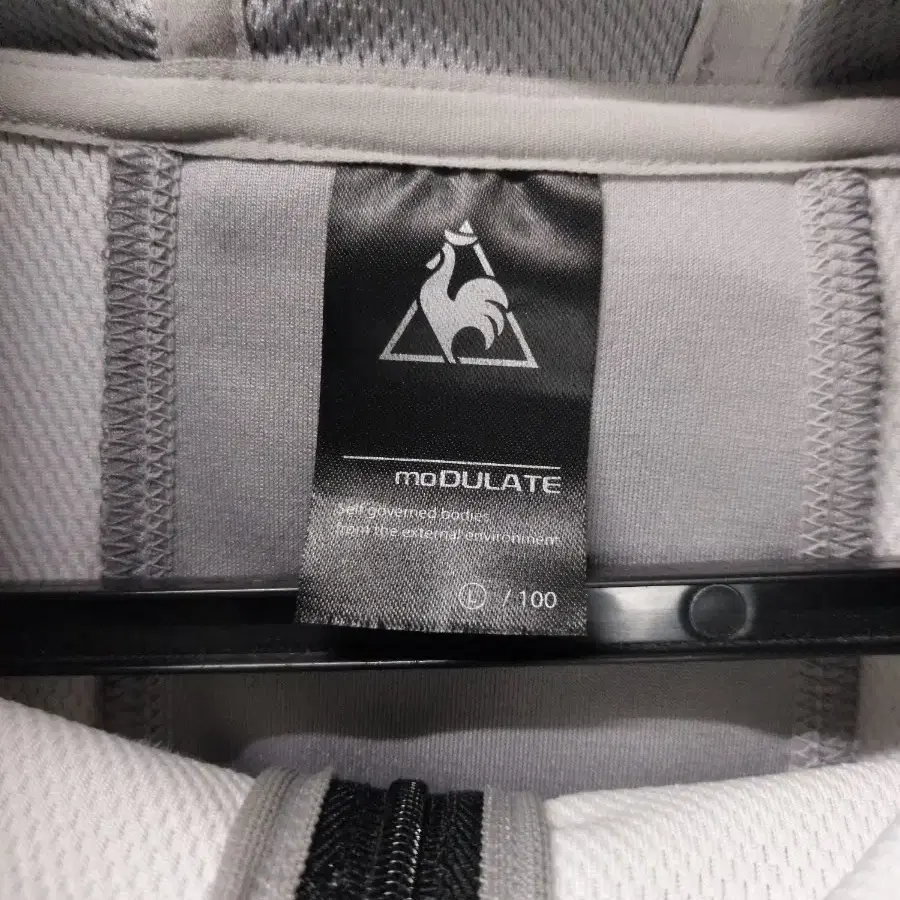 moDULATE
self governed bodies
from the external environment
L / 100